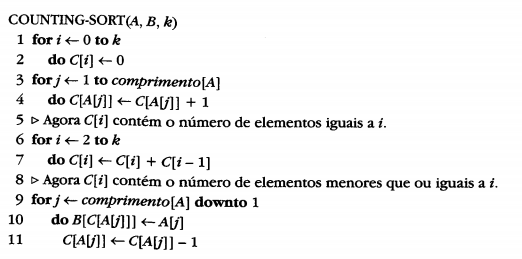 COUNTING-SORT(A, B, k)
1 for i ← 0 to k
2 do C[i] ← 0
3 for j ← 1 to comprimento[A]
4 do C[A[j]] ← C[A[j]] + 1
5 ▹ Agora C[i] contém o número de elementos iguais a i.
6 for i ← 2 to k
7 do C[i] ← C[i] + C[i – 1]
8 ▹ Agora C[i] contém o número de elementos menores que ou iguais a i.
9 for j ← comprimento[A] downto 1
10 do B[C[A[j]]] ← A[j]
11 C[A[j]] ← C[A[j]] – 1